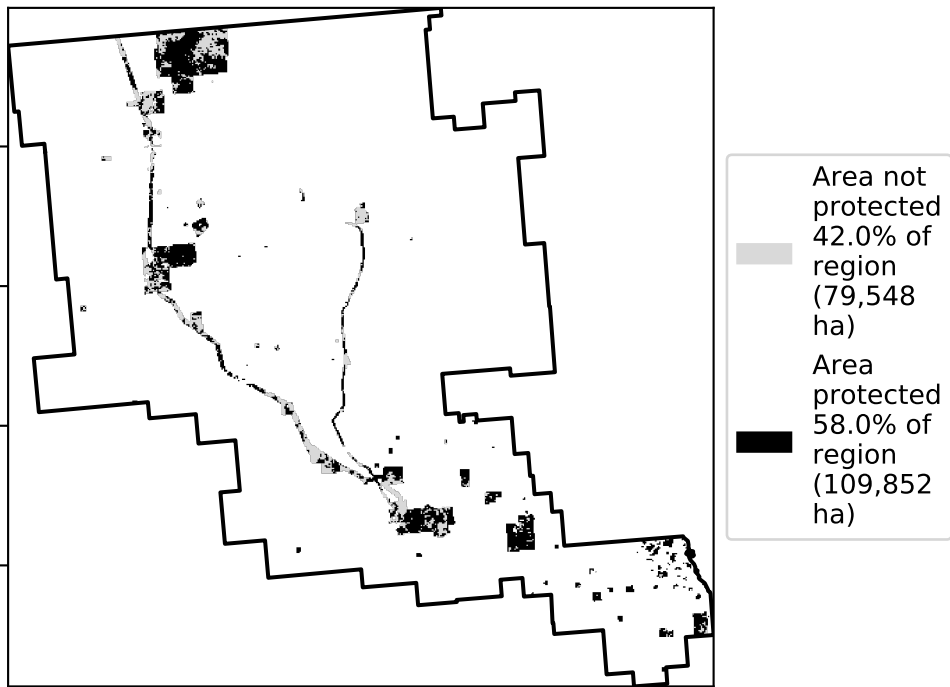 Area not
protected
42.0% of
region
(79,548
ha)
Area
protected
58.0% of
region
(109,852
ha)